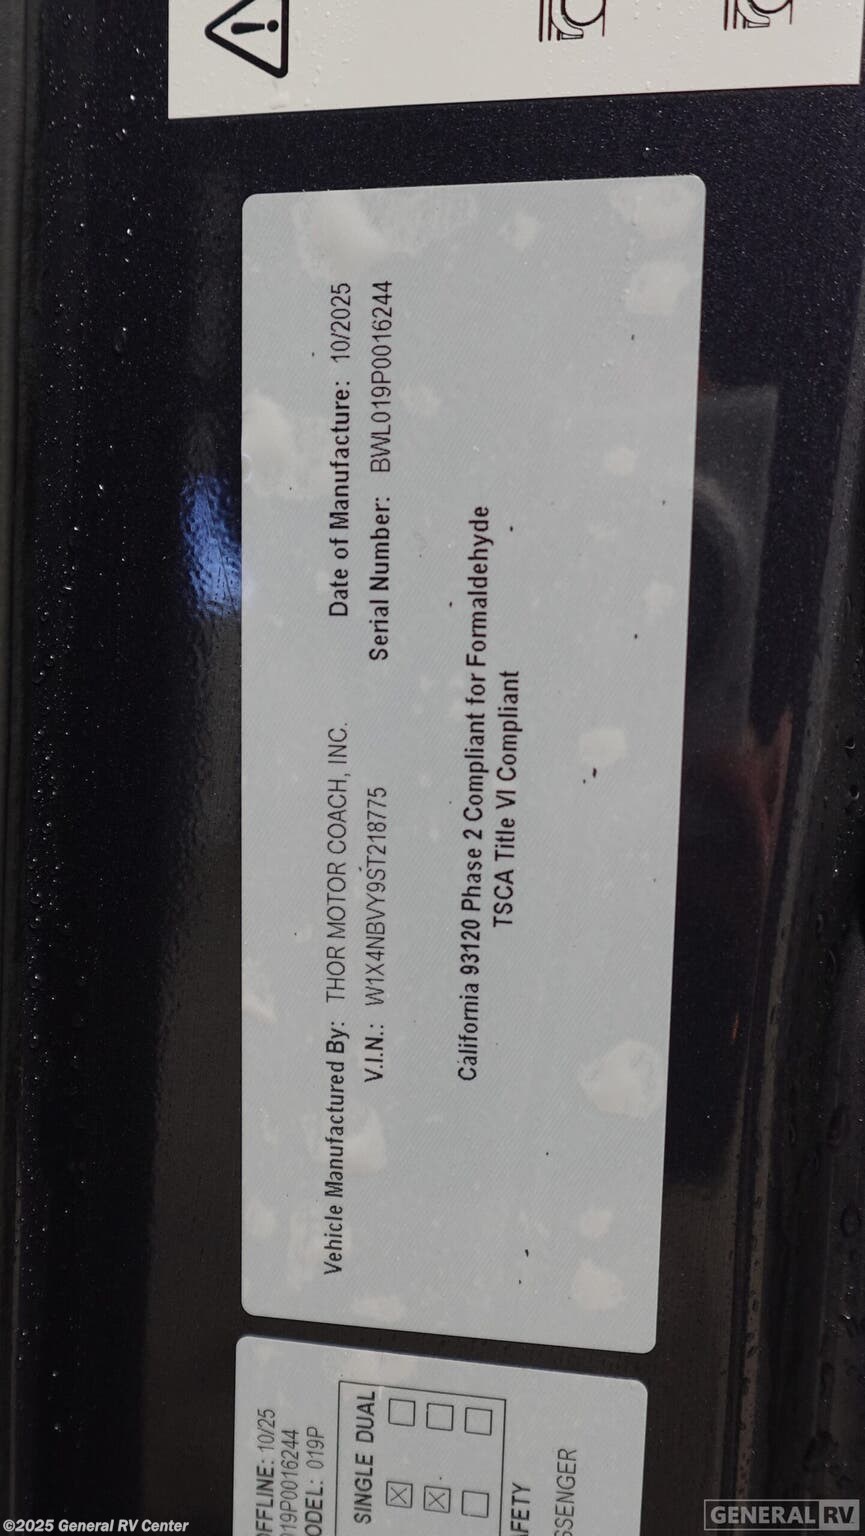 Vehicle Manufactured By: THOR MOTOR COACH, INC. Date of Manufacture: 10/2025
V.I.N.: W1X4NBVY9ST218775 Serial Number: BWL019P0016244
California 93120 Phase 2 Compliant for Formaldehyde
TSCA Title VI Compliant
FFLINE: 10/25
19P0016244
ODEL: 019P
SINGLE DUAL
AFETY
SSENGER
©2025 General RV Center
GENERAL RV